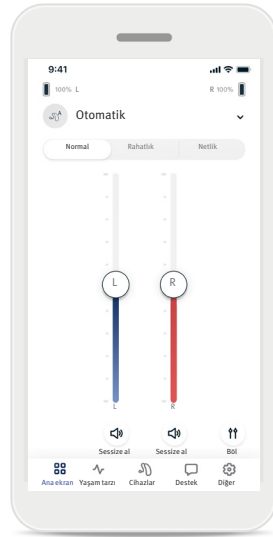 9:41
100% L R 100%
A
Otomatik
Normal Rahatlık Netlik
L R
L R
Sessize al Sessize al Böl
Ana ekran Yaşam tarzı Cihazlar Destek Diğer